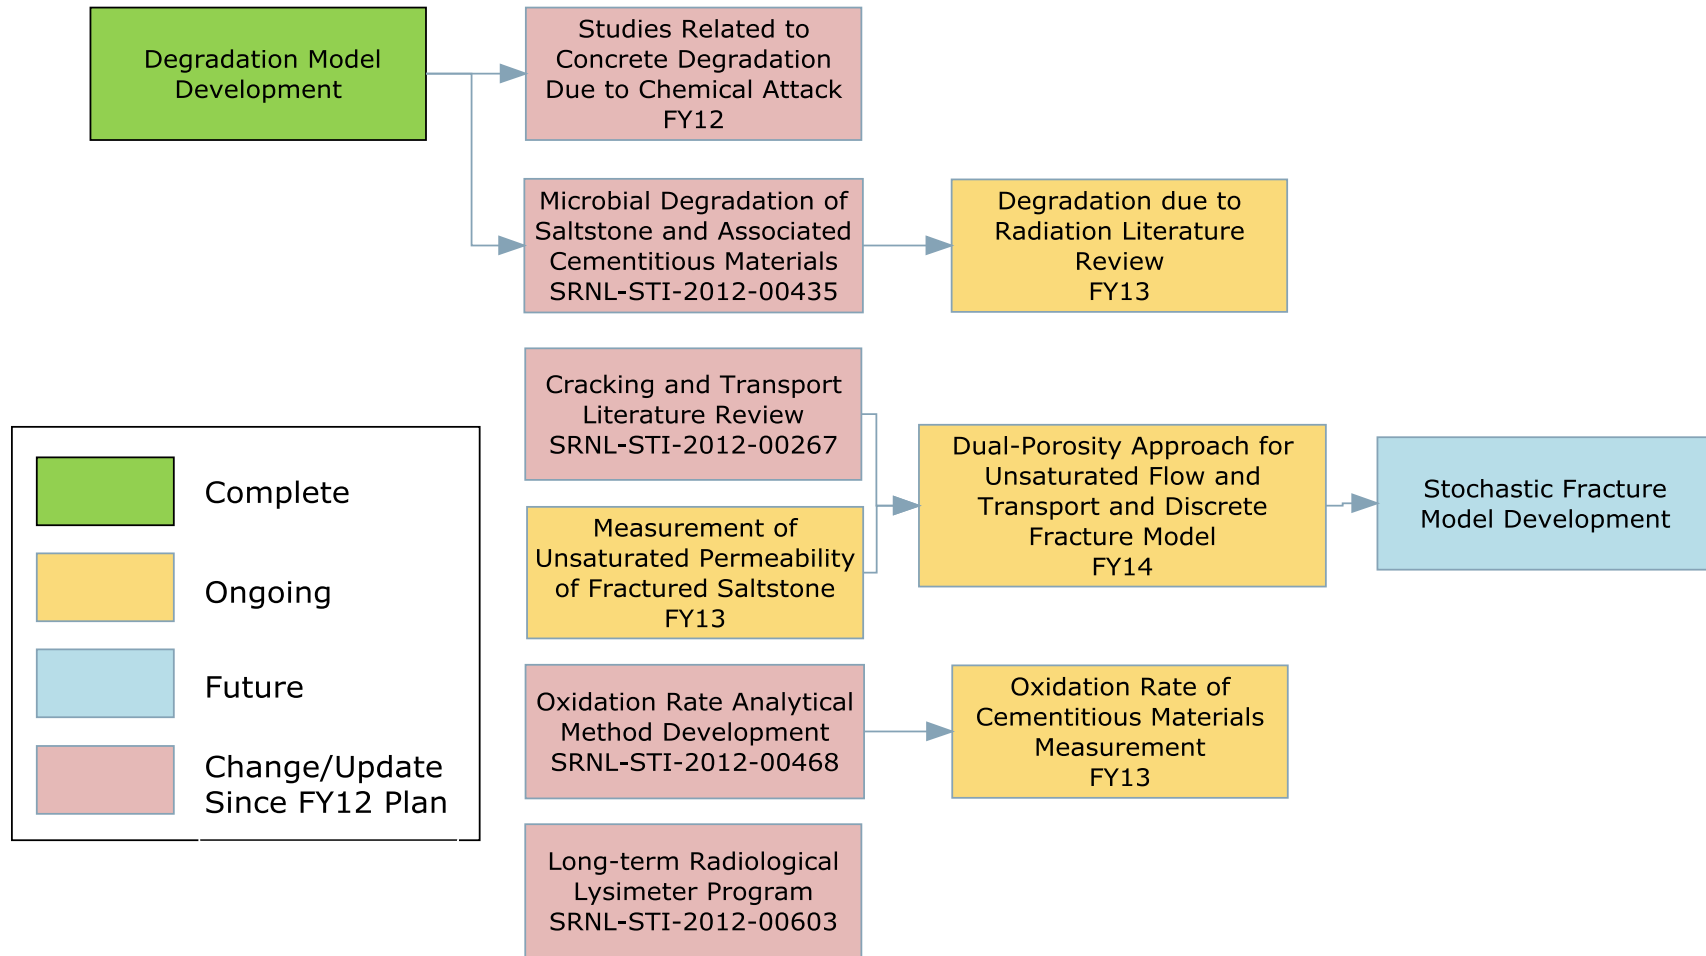 Degradation Model
Development
Studies Related to
Concrete Degradation
Due to Chemical Attack
FY12
Microbial Degradation of
Saltstone and Associated
Cementitious Materials
SRNL-STI-2012-00435
Degradation due to
Radiation Literature
Review
FY13
Cracking and Transport
Literature Review
SRNL-STI-2012-00267
Measurement of
Unsaturated Permeability
of Fractured Saltstone
FY13
Dual-Porosity Approach for
Unsaturated Flow and
Transport and Discrete
Fracture Model
FY14
Stochastic Fracture
Model Development
Oxidation Rate Analytical
Method Development
SRNL-STI-2012-00468
Oxidation Rate of
Cementitious Materials
Measurement
FY13
Long-term Radiological
Lysimeter Program
SRNL-STI-2012-00603
Complete
Ongoing
Future
Change/Update
Since FY12 Plan